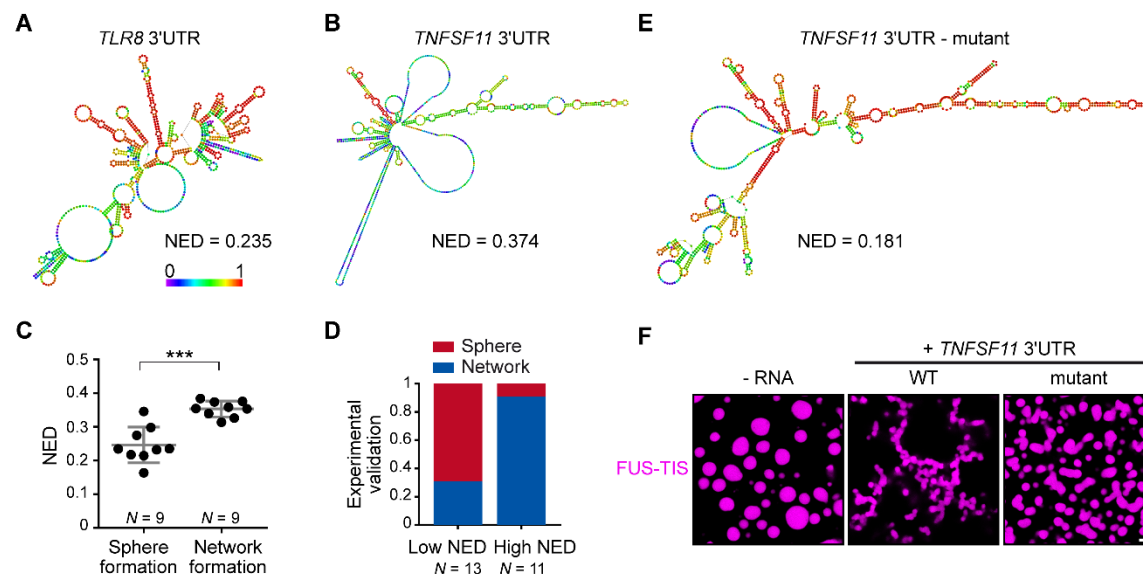 A
TLR8 3'UTR
NED = 0.235
0 1
B
TNFSF11 3'UTR
NED = 0.374
E
TNFSF11 3'UTR - mutant
NED = 0.181
C
***
NED
0.5
0.4
0.3
0.2
0.1
0
N = 9 N = 9
Sphere formation
Network formation
D
Sphere
Network
Experimental validation
1
0.8
0.6
0.4
0.2
0
Low NED High NED
N = 13 N = 11
F
+ TNFSF11 3'UTR
- RNA WT mutant
FUS-TIS